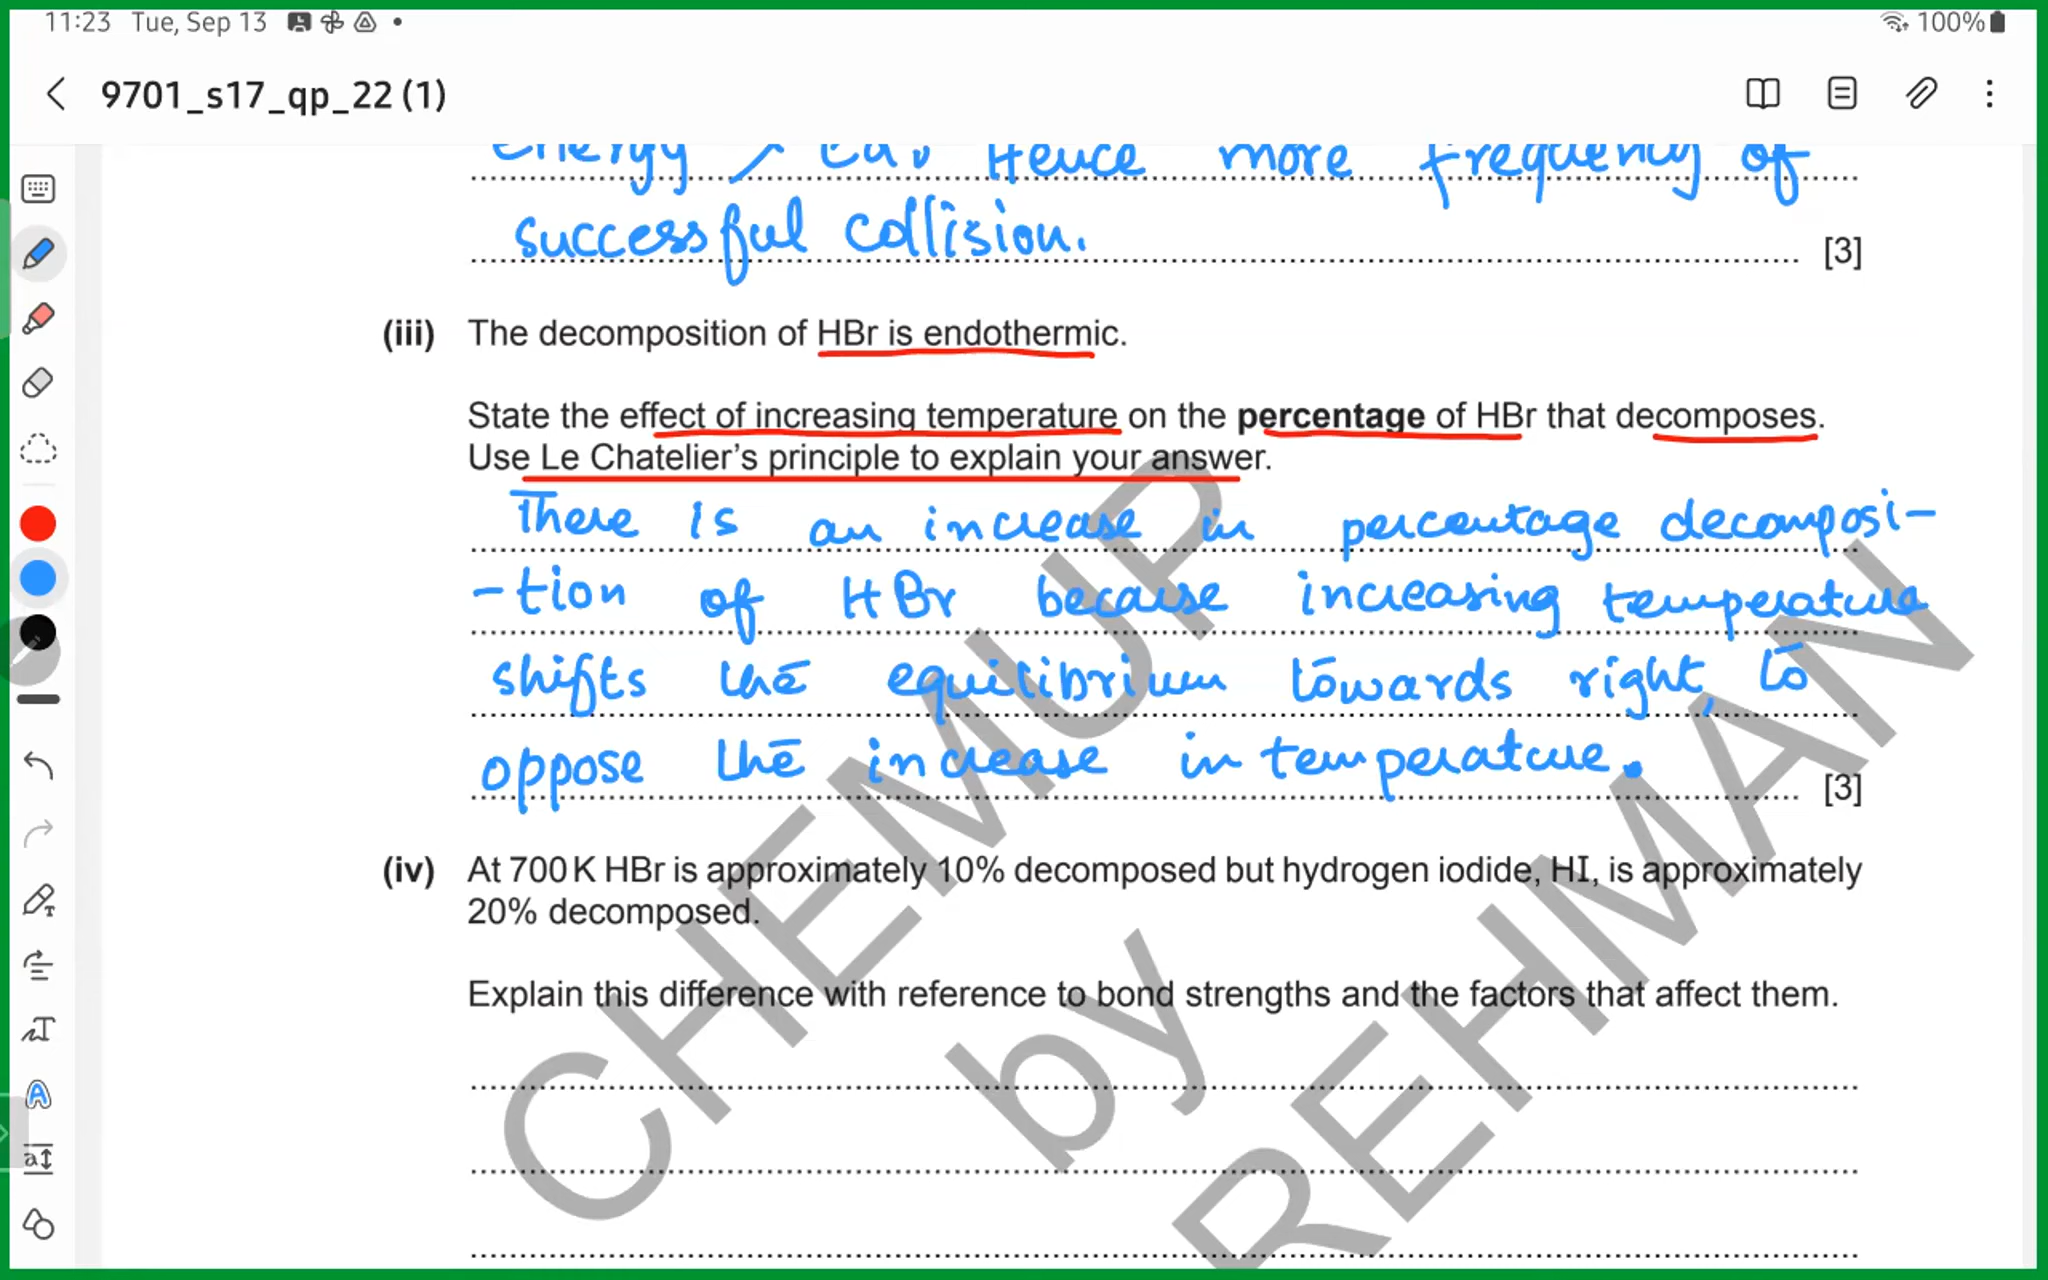 11:23 Tue, Sep 13 100%
9701_s17_qp_22 (1)
energy > Ea. Hence more frequency of
successful collision.
[3]
(iii) The decomposition of HBr is endothermic.
State the effect of increasing temperature on the percentage of HBr that decomposes.
Use Le Chatelier's principle to explain your answer.
There is an increase in percentage decomposi-
-tion of HBr because increasing temperature
shifts the equilibrium towards right, to
oppose the increase in temperature.
[3]
(iv) At 700 K HBr is approximately 10% decomposed but hydrogen iodide, HI, is approximately
20% decomposed.
Explain this difference with reference to bond strengths and the factors that affect them.
CHEMUP
by
REHMAN